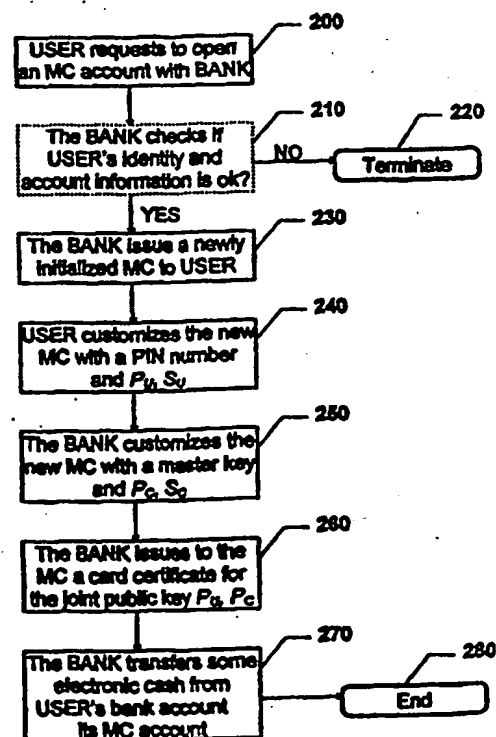 200
USER requests to open
an MC account with BANK
210
The BANK checks if
USER's identity and
account information is ok?
NO
220
Terminate
YES
230
The BANK issue a newly
initialized MC to USER
240
USER customizes the new
MC with a PIN number
and PU, SU
250
The BANK customizes the
new MC with a master key
and PC, SC
260
The BANK issues to the
MC a card certificate for
the joint public key PU, PC
270
The BANK transfers some
electronic cash from
USER's bank account
its MC account
280
End